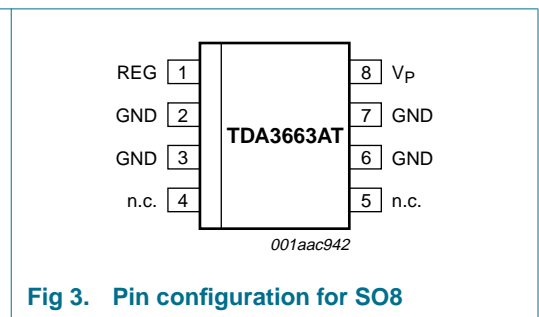 REG 1 8 VP
GND 2 7 GND
TDA3663AT
GND 3 6 GND
n.c. 4 5 n.c.
001aac942
Fig 3. Pin configuration for SO8